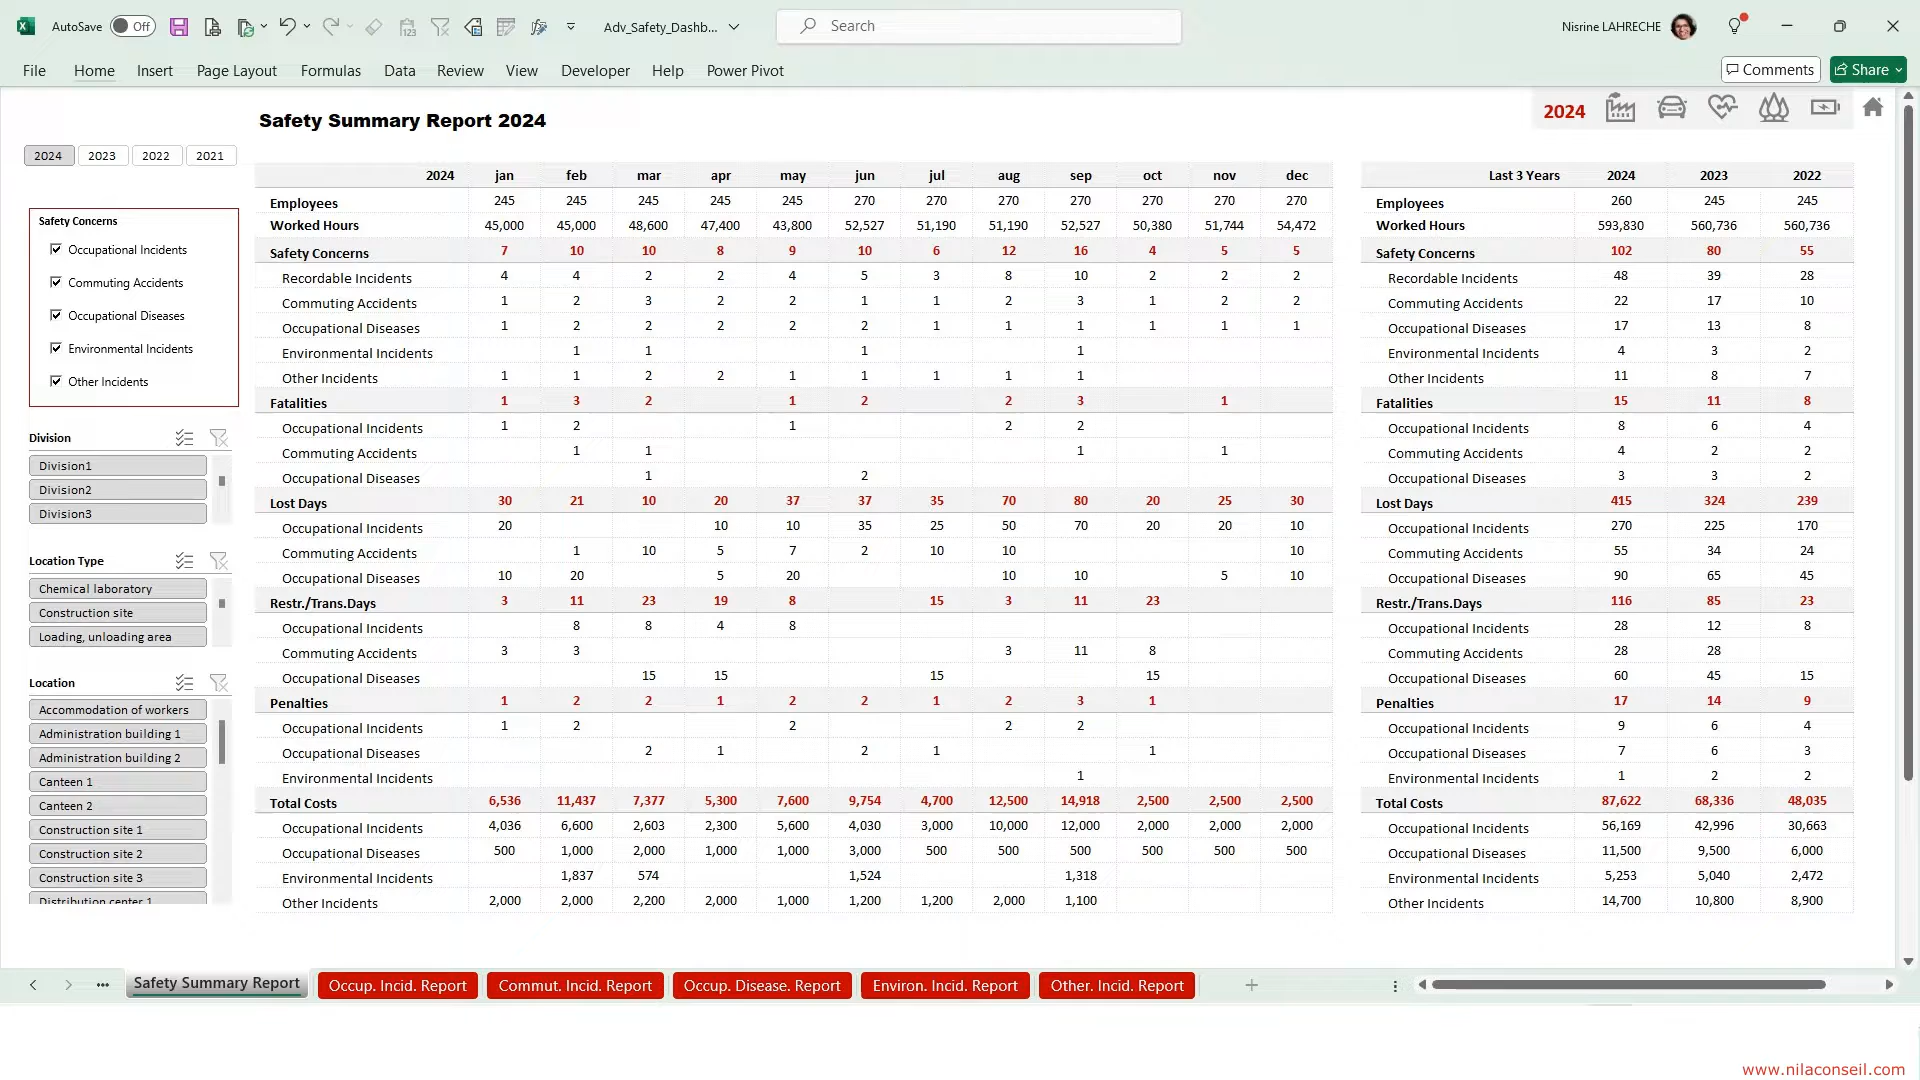 AutoSave Off Adv_Safety_Dashb... Search Nisrine LAHRECHE
File Home Insert Page Layout Formulas Data Review View Developer Help Power Pivot Comments Share
Safety Summary Report 2024
2024
2024 2023 2022 2021
Safety Concerns
Occupational Incidents
Commuting Accidents
Occupational Diseases
Environmental Incidents
Other Incidents
Division
Division1
Division2
Division3
Location Type
Chemical laboratory
Construction site
Loading, unloading area
Location
Accommodation of workers
Administration building 1
Administration building 2
Canteen 1
Canteen 2
Construction site 1
Construction site 2
Construction site 3
Distribution center 1
2024 jan feb mar apr may jun jul aug sep oct nov dec
Employees 245 245 245 245 245 270 270 270 270 270 270 270
Worked Hours 45,000 45,000 48,600 47,400 43,800 52,527 51,190 51,190 52,527 50,380 51,744 54,472
Safety Concerns 7 10 10 8 9 10 6 12 16 4 5 5
Recordable Incidents 4 4 2 2 4 5 3 8 10 2 2 2
Commuting Accidents 1 2 3 2 2 1 1 2 3 1 2 2
Occupational Diseases 1 2 2 2 2 2 1 1 1 1 1 1
Environmental Incidents 1 1 1 1
Other Incidents 1 1 2 2 1 1 1 1 1
Fatalities 1 3 2 1 2 2 3 1
Occupational Incidents 1 2 1 2 2
Commuting Accidents 1 1 1 1
Occupational Diseases 1 2
Lost Days 30 21 10 20 37 37 35 70 80 20 25 30
Occupational Incidents 20 10 10 35 25 50 70 20 20 10
Commuting Accidents 1 10 5 7 2 10 10 10
Occupational Diseases 10 20 5 20 10 10 5 10
Restr./Trans.Days 3 11 23 19 8 15 3 11 23
Occupational Incidents 8 8 4 8
Commuting Accidents 3 3 3 11 8
Occupational Diseases 15 15 15 15
Penalties 1 2 2 1 2 2 1 2 3 1
Occupational Incidents 1 2 2 2 2
Occupational Diseases 2 1 2 1 1
Environmental Incidents 1
Total Costs 6,536 11,437 7,377 5,300 7,600 9,754 4,700 12,500 14,918 2,500 2,500 2,500
Occupational Incidents 4,036 6,600 2,603 2,300 5,600 4,030 3,000 10,000 12,000 2,000 2,000 2,000
Occupational Diseases 500 1,000 2,000 1,000 1,000 3,000 500 500 500 500 500 500
Environmental Incidents 1,837 574 1,524 1,318
Other Incidents 2,000 2,000 2,200 2,000 1,000 1,200 1,200 2,000 1,100
Last 3 Years 2024 2023 2022
Employees 260 245 245
Worked Hours 593,830 560,736 560,736
Safety Concerns 102 80 55
Recordable Incidents 48 39 28
Commuting Accidents 22 17 10
Occupational Diseases 17 13 8
Environmental Incidents 4 3 2
Other Incidents 11 8 7
Fatalities 15 11 8
Occupational Incidents 8 6 4
Commuting Accidents 4 2 2
Occupational Diseases 3 3 2
Lost Days 415 324 239
Occupational Incidents 270 225 170
Commuting Accidents 55 34 24
Occupational Diseases 90 65 45
Restr./Trans.Days 116 85 23
Occupational Incidents 28 12 8
Commuting Accidents 28 28
Occupational Diseases 60 45 15
Penalties 17 14 9
Occupational Incidents 9 6 4
Occupational Diseases 7 6 3
Environmental Incidents 1 2 2
Total Costs 87,622 68,336 48,035
Occupational Incidents 56,169 42,996 30,663
Occupational Diseases 11,500 9,500 6,000
Environmental Incidents 5,253 5,040 2,472
Other Incidents 14,700 10,800 8,900
Safety Summary Report Occup. Incid. Report Commut. Incid. Report Occup. Disease. Report Environ. Incid. Report Other. Incid. Report
www.nilaconseil.com